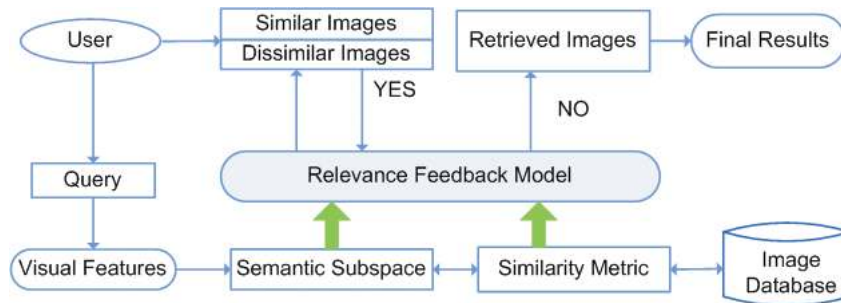 User
Similar Images
Dissimilar Images
Retrieved Images
Final Results
YES
NO
Query
Relevance Feedback Model
Visual Features
Semantic Subspace
Similarity Metric
Image
Database